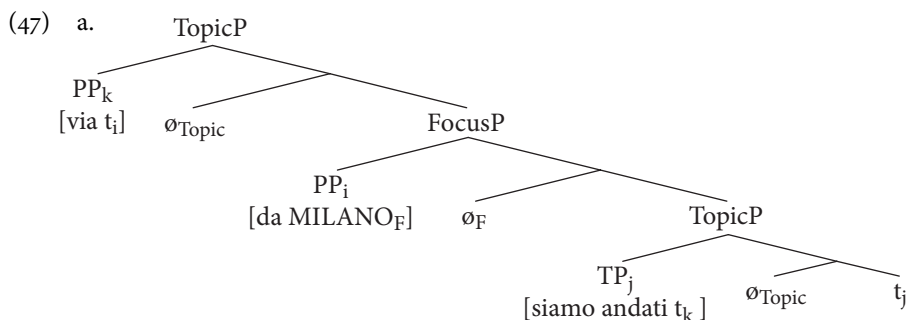 (47) a. TopicP
PP_k
[via t_i] ø_Topic FocusP
PP_i
[da MILANO_F] ø_F TopicP
TP_j
[siamo andati t_k ] ø_Topic t_j